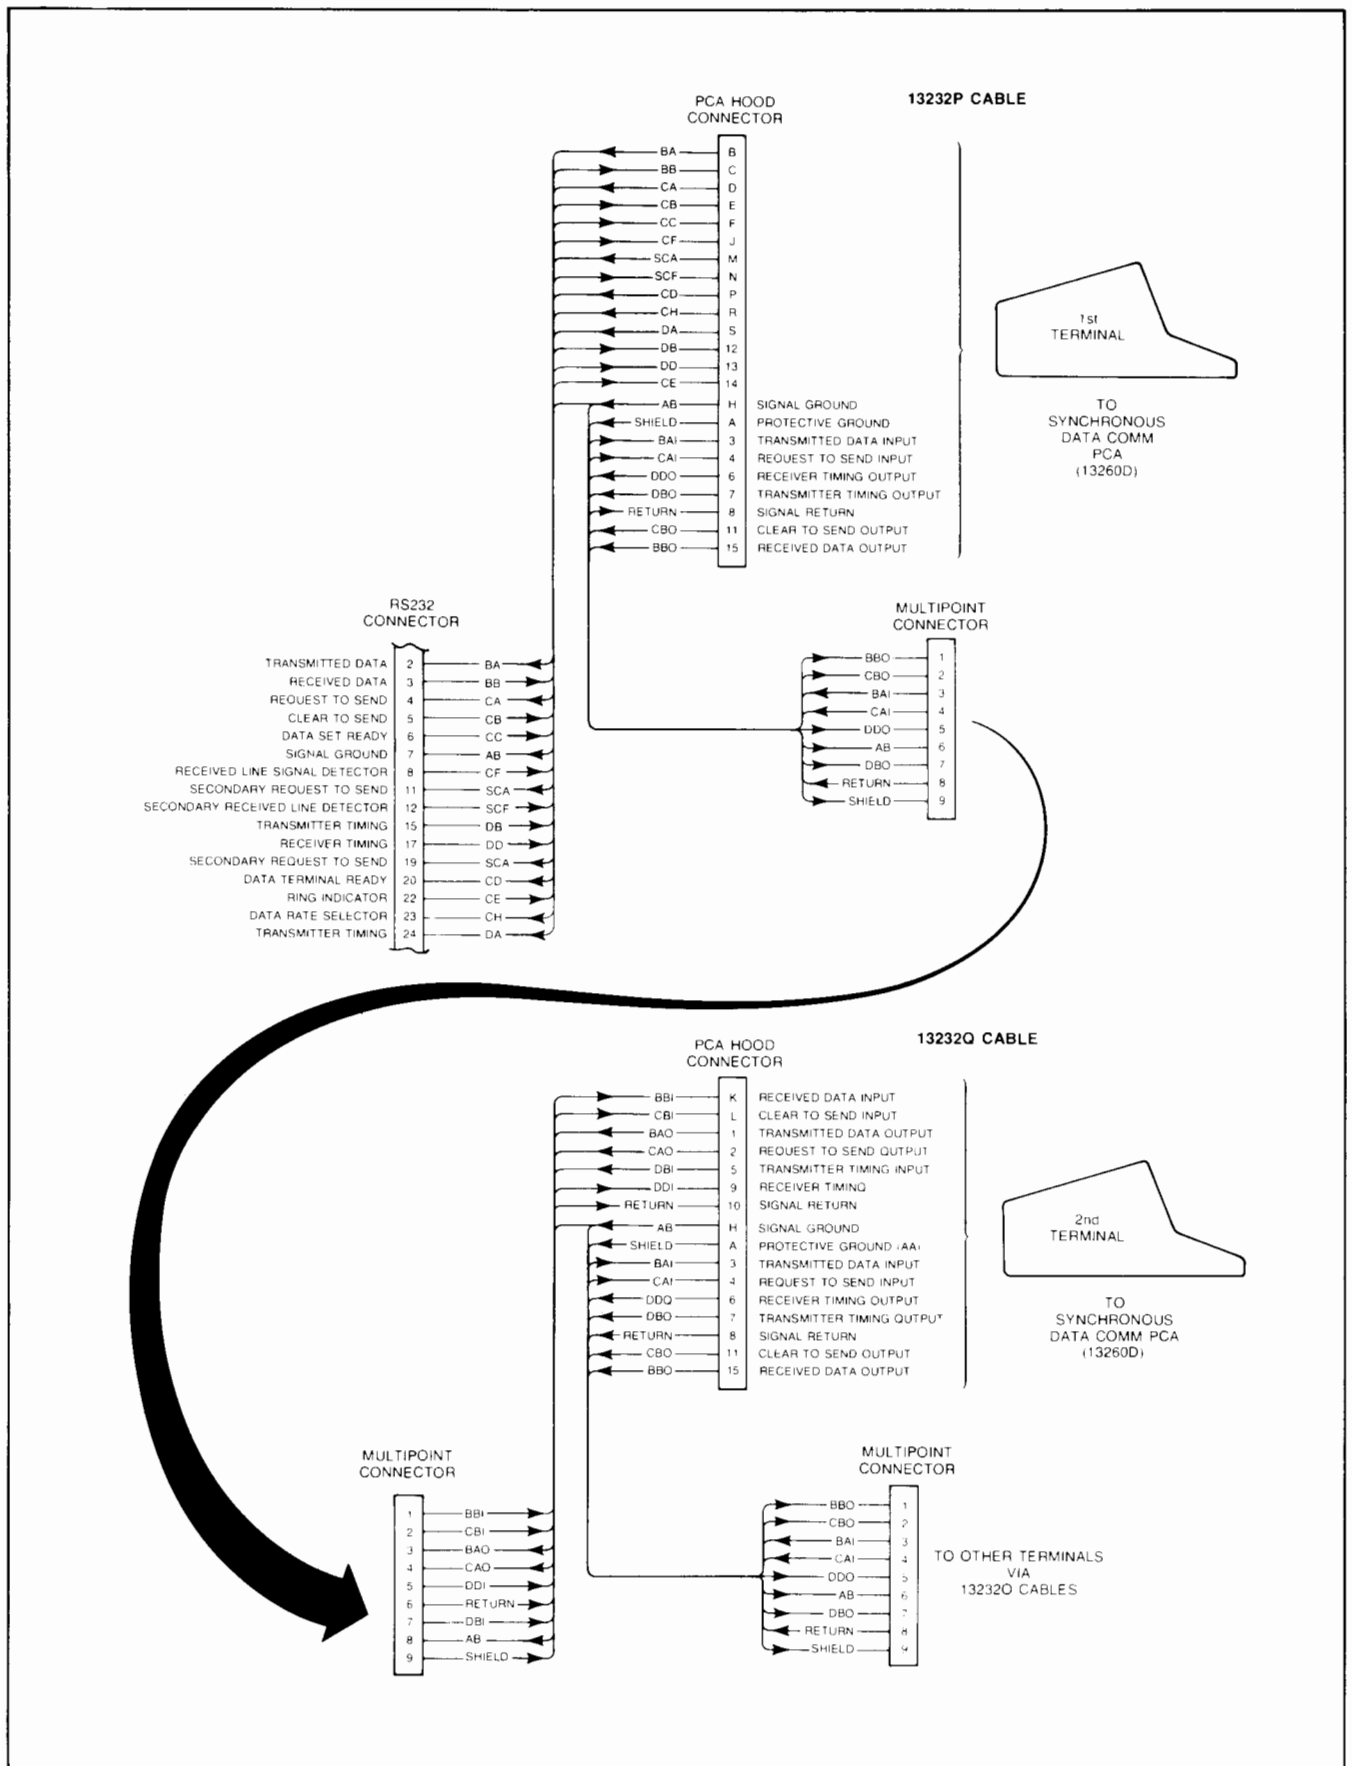 13232P CABLE
PCA HOOD
CONNECTOR
BA B
BB C
CA D
CB E
CC F
CF J
SCA M
SCF N
CD P
CH R
DA S
DB 12
DD 13
CE 14
AB H SIGNAL GROUND
SHIELD A PROTECTIVE GROUND
BAI 3 TRANSMITTED DATA INPUT
CAI 4 REQUEST TO SEND INPUT
DDO 6 RECEIVER TIMING OUTPUT
DBO 7 TRANSMITTER TIMING OUTPUT
RETURN 8 SIGNAL RETURN
CBO 11 CLEAR TO SEND OUTPUT
BBO 15 RECEIVED DATA OUTPUT
1st
TERMINAL
TO
SYNCHRONOUS
DATA COMM
PCA
(13260D)
RS232
CONNECTOR
TRANSMITTED DATA 2 BA
RECEIVED DATA 3 BB
REQUEST TO SEND 4 CA
CLEAR TO SEND 5 CB
DATA SET READY 6 CC
SIGNAL GROUND 7 AB
RECEIVED LINE SIGNAL DETECTOR 8 CF
SECONDARY REQUEST TO SEND 11 SCA
SECONDARY RECEIVED LINE DETECTOR 12 SCF
TRANSMITTER TIMING 15 DB
RECEIVER TIMING 17 DD
SECONDARY REQUEST TO SEND 19 SCA
DATA TERMINAL READY 20 CD
RING INDICATOR 22 CE
DATA RATE SELECTOR 23 CH
TRANSMITTER TIMING 24 DA
MULTIPOINT
CONNECTOR
BBO 1
CBO 2
BAI 3
CAI 4
DDO 5
AB 6
DBO 7
RETURN 8
SHIELD 9
13232Q CABLE
PCA HOOD
CONNECTOR
BBI K RECEIVED DATA INPUT
CBI L CLEAR TO SEND INPUT
BAO 1 TRANSMITTED DATA OUTPUT
CAO 2 REQUEST TO SEND OUTPUT
DBI 5 TRANSMITTER TIMING INPUT
DDI 9 RECEIVER TIMING
RETURN 10 SIGNAL RETURN
AB H SIGNAL GROUND
SHIELD A PROTECTIVE GROUND (AA)
BAI 3 TRANSMITTED DATA INPUT
CAI 4 REQUEST TO SEND INPUT
DDO 6 RECEIVER TIMING OUTPUT
DBO 7 TRANSMITTER TIMING OUTPUT
RETURN 8 SIGNAL RETURN
CBO 11 CLEAR TO SEND OUTPUT
BBO 15 RECEIVED DATA OUTPUT
2nd
TERMINAL
TO
SYNCHRONOUS
DATA COMM PCA
(13260D)
MULTIPOINT
CONNECTOR
1 BBI
2 CBI
3 BAO
4 CAO
5 DDI
6 RETURN
7 DBI
8 AB
9 SHIELD
MULTIPOINT
CONNECTOR
BBO 1
CBO 2
BAI 3
CAI 4
DDO 5
AB 6
DBO 7
RETURN 8
SHIELD 9
TO OTHER TERMINALS
VIA
13232Q CABLES